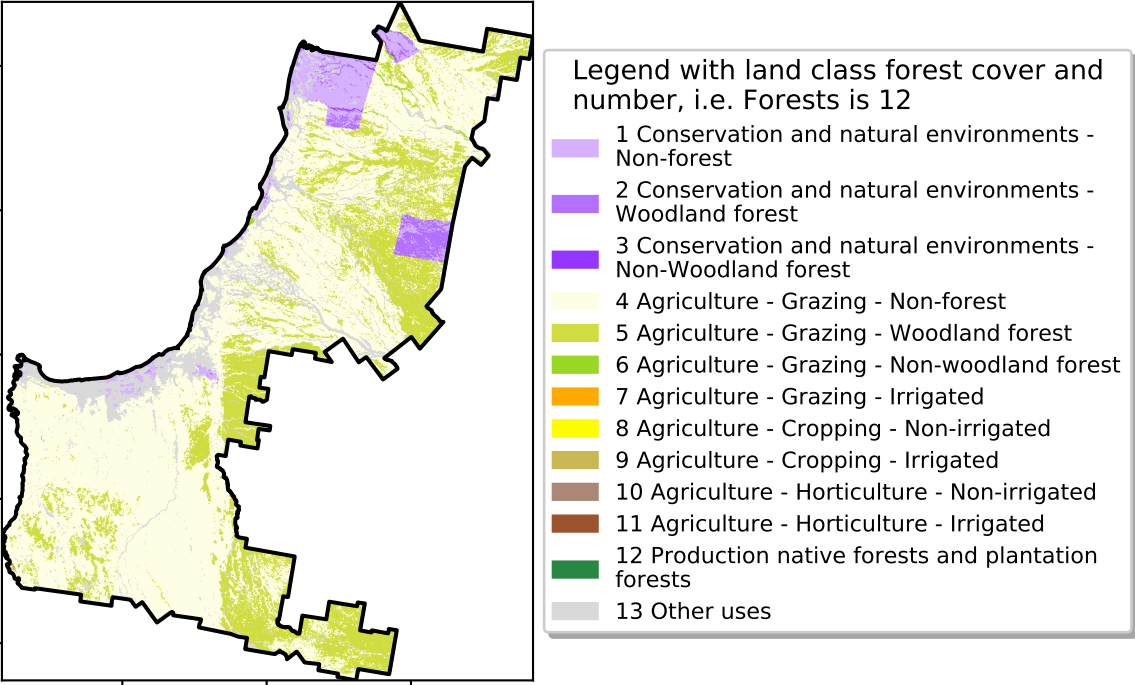 Legend with land class forest cover and
number, i.e. Forests is 12
1 Conservation and natural environments -
Non-forest
2 Conservation and natural environments -
Woodland forest
3 Conservation and natural environments -
Non-Woodland forest
4 Agriculture - Grazing - Non-forest
5 Agriculture - Grazing - Woodland forest
6 Agriculture - Grazing - Non-woodland forest
7 Agriculture - Grazing - Irrigated
8 Agriculture - Cropping - Non-irrigated
9 Agriculture - Cropping - Irrigated
10 Agriculture - Horticulture - Non-irrigated
11 Agriculture - Horticulture - Irrigated
12 Production native forests and plantation
forests
13 Other uses